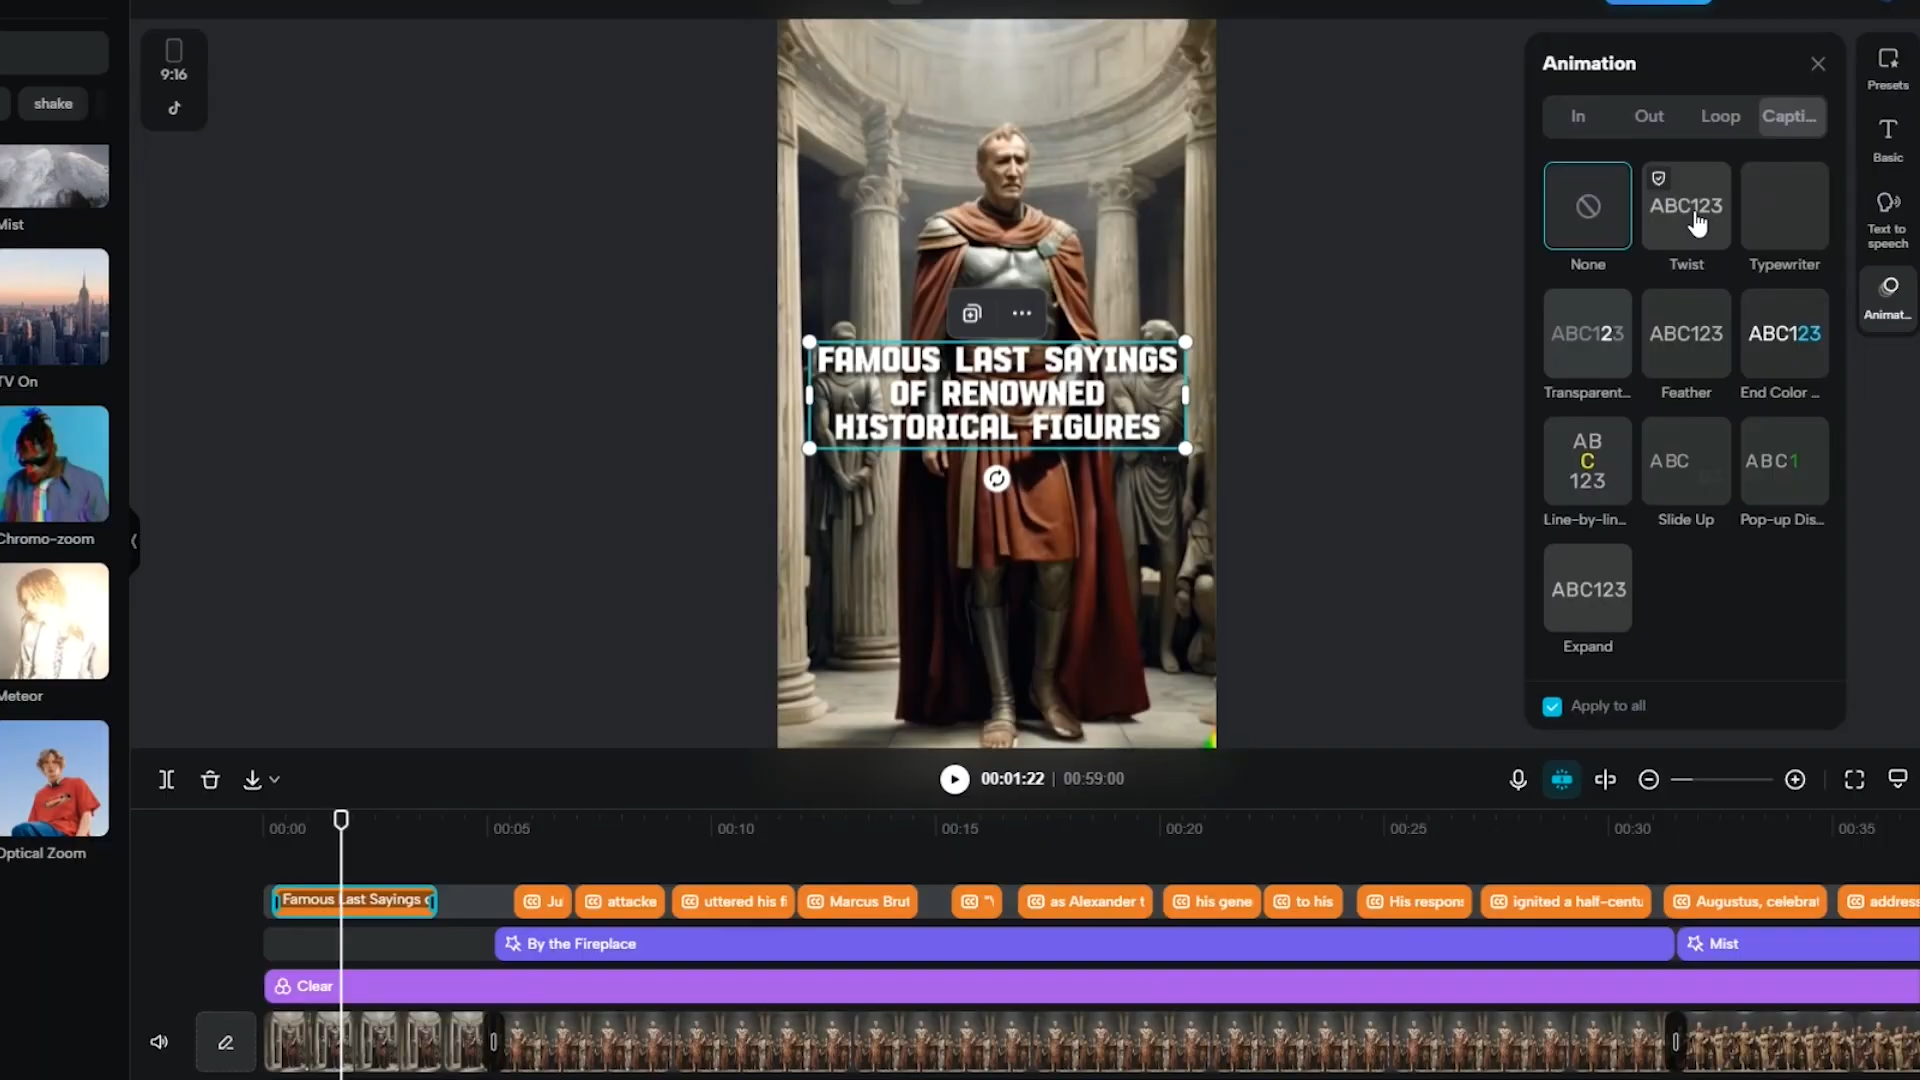 9:16
shake
Mist
TV On
Chromo-zoom
Meteor
Optical Zoom
FAMOUS LAST SAYINGS
OF RENOWNED
HISTORICAL FIGURES
Animation
In
Out
Loop
Capti...
None
ABC123
Twist
Typewriter
ABC123
Transparent...
ABC123
Feather
ABC123
End Color ...
AB
C
123
Line-by-lin...
ABC
Slide Up
ABC1
Pop-up Dis...
ABC123
Expand
Apply to all
Presets
Basic
Text to
speech
Animat...
00:01:22 | 00:59:00
00:00
00:05
00:10
00:15
00:20
00:25
00:30
00:35
Famous Last Sayings
Ju
attacke
uttered his fi
Marcus Brut
"\
as Alexander t
his gene
to his
His respons
ignited a half-centu
Augustus, celebrat
address
By the Fireplace
Mist
Clear